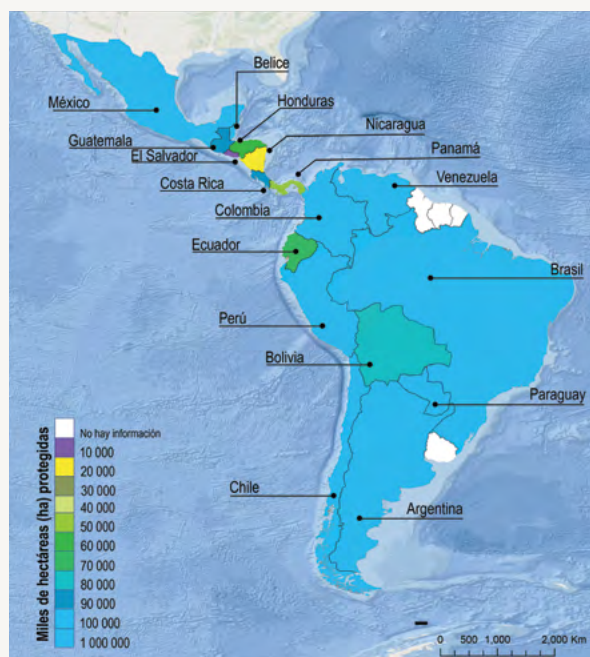 Belice
México
Honduras
Nicaragua
Guatemala
El Salvador
Panamá
Costa Rica
Venezuela
Colombia
Ecuador
Brasil
Perú
Bolivia
Paraguay
Chile
Argentina
Miles de hectáreas (ha) protegidas
No hay información
10 000
20 000
30 000
40 000
50 000
60 000
70 000
80 000
90 000
100 000
1 000 000
0 500 1,000 2,000 Km